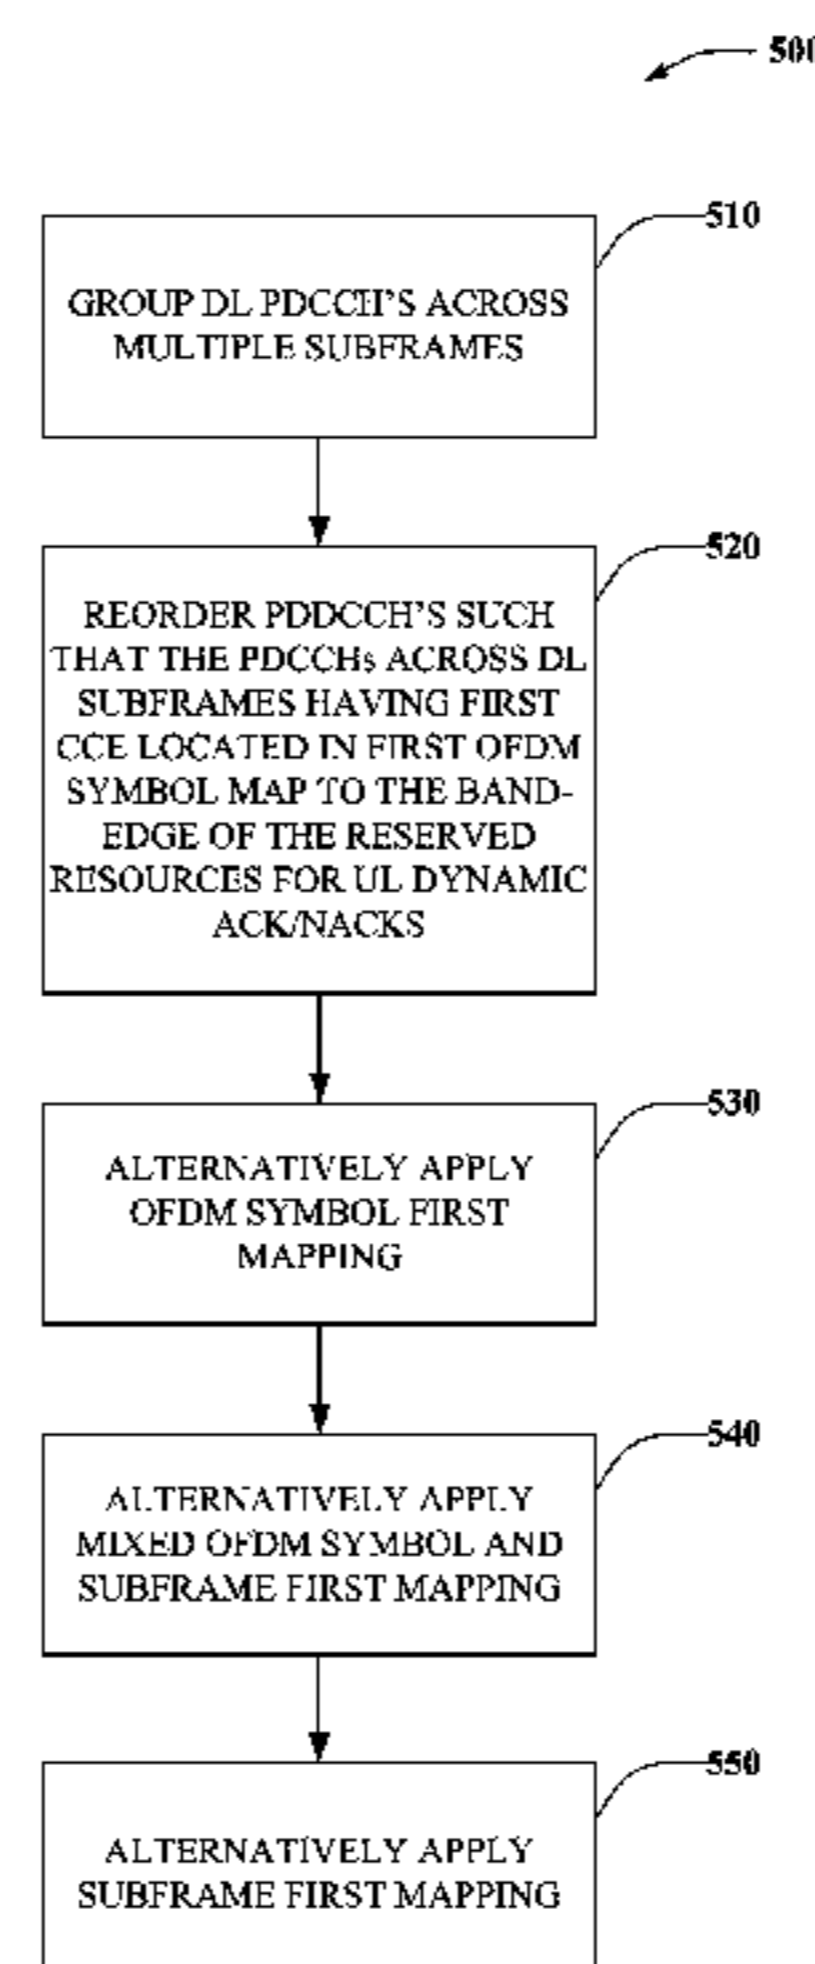 500
510
GROUP DL PDCCH'S ACROSS
MULTIPLE SUBFRAMES
520
REORDER PDDCCH'S SUCH
THAT THE PDCCHs ACROSS DL
SUBFRAMES HAVING FIRST
CCE LOCATED IN FIRST OFDM
SYMBOL MAP TO THE BAND-
EDGE OF THE RESERVED
RESOURCES FOR UL DYNAMIC
ACK/NACKS
530
ALTERNATIVELY APPLY
OFDM SYMBOL FIRST
MAPPING
540
ALTERNATIVELY APPLY
MIXED OFDM SYMBOL AND
SUBFRAME FIRST MAPPING
550
ALTERNATIVELY APPLY
SUBFRAME FIRST MAPPING